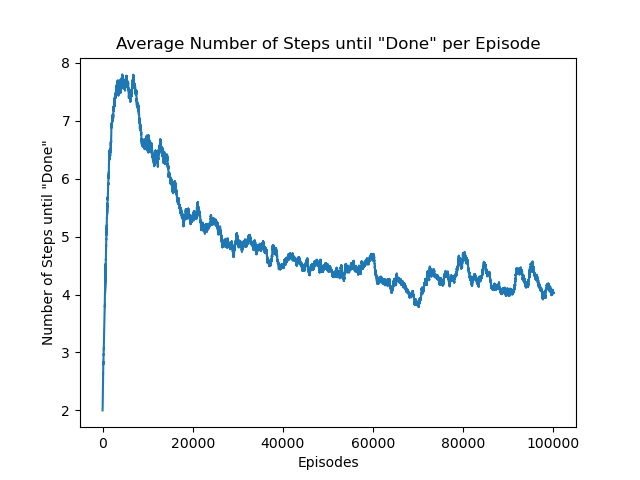 Average Number of Steps until "Done" per Episode
8
7
6
5
4
3
2
Number of Steps until "Done"
0 20000 40000 60000 80000 100000
Episodes